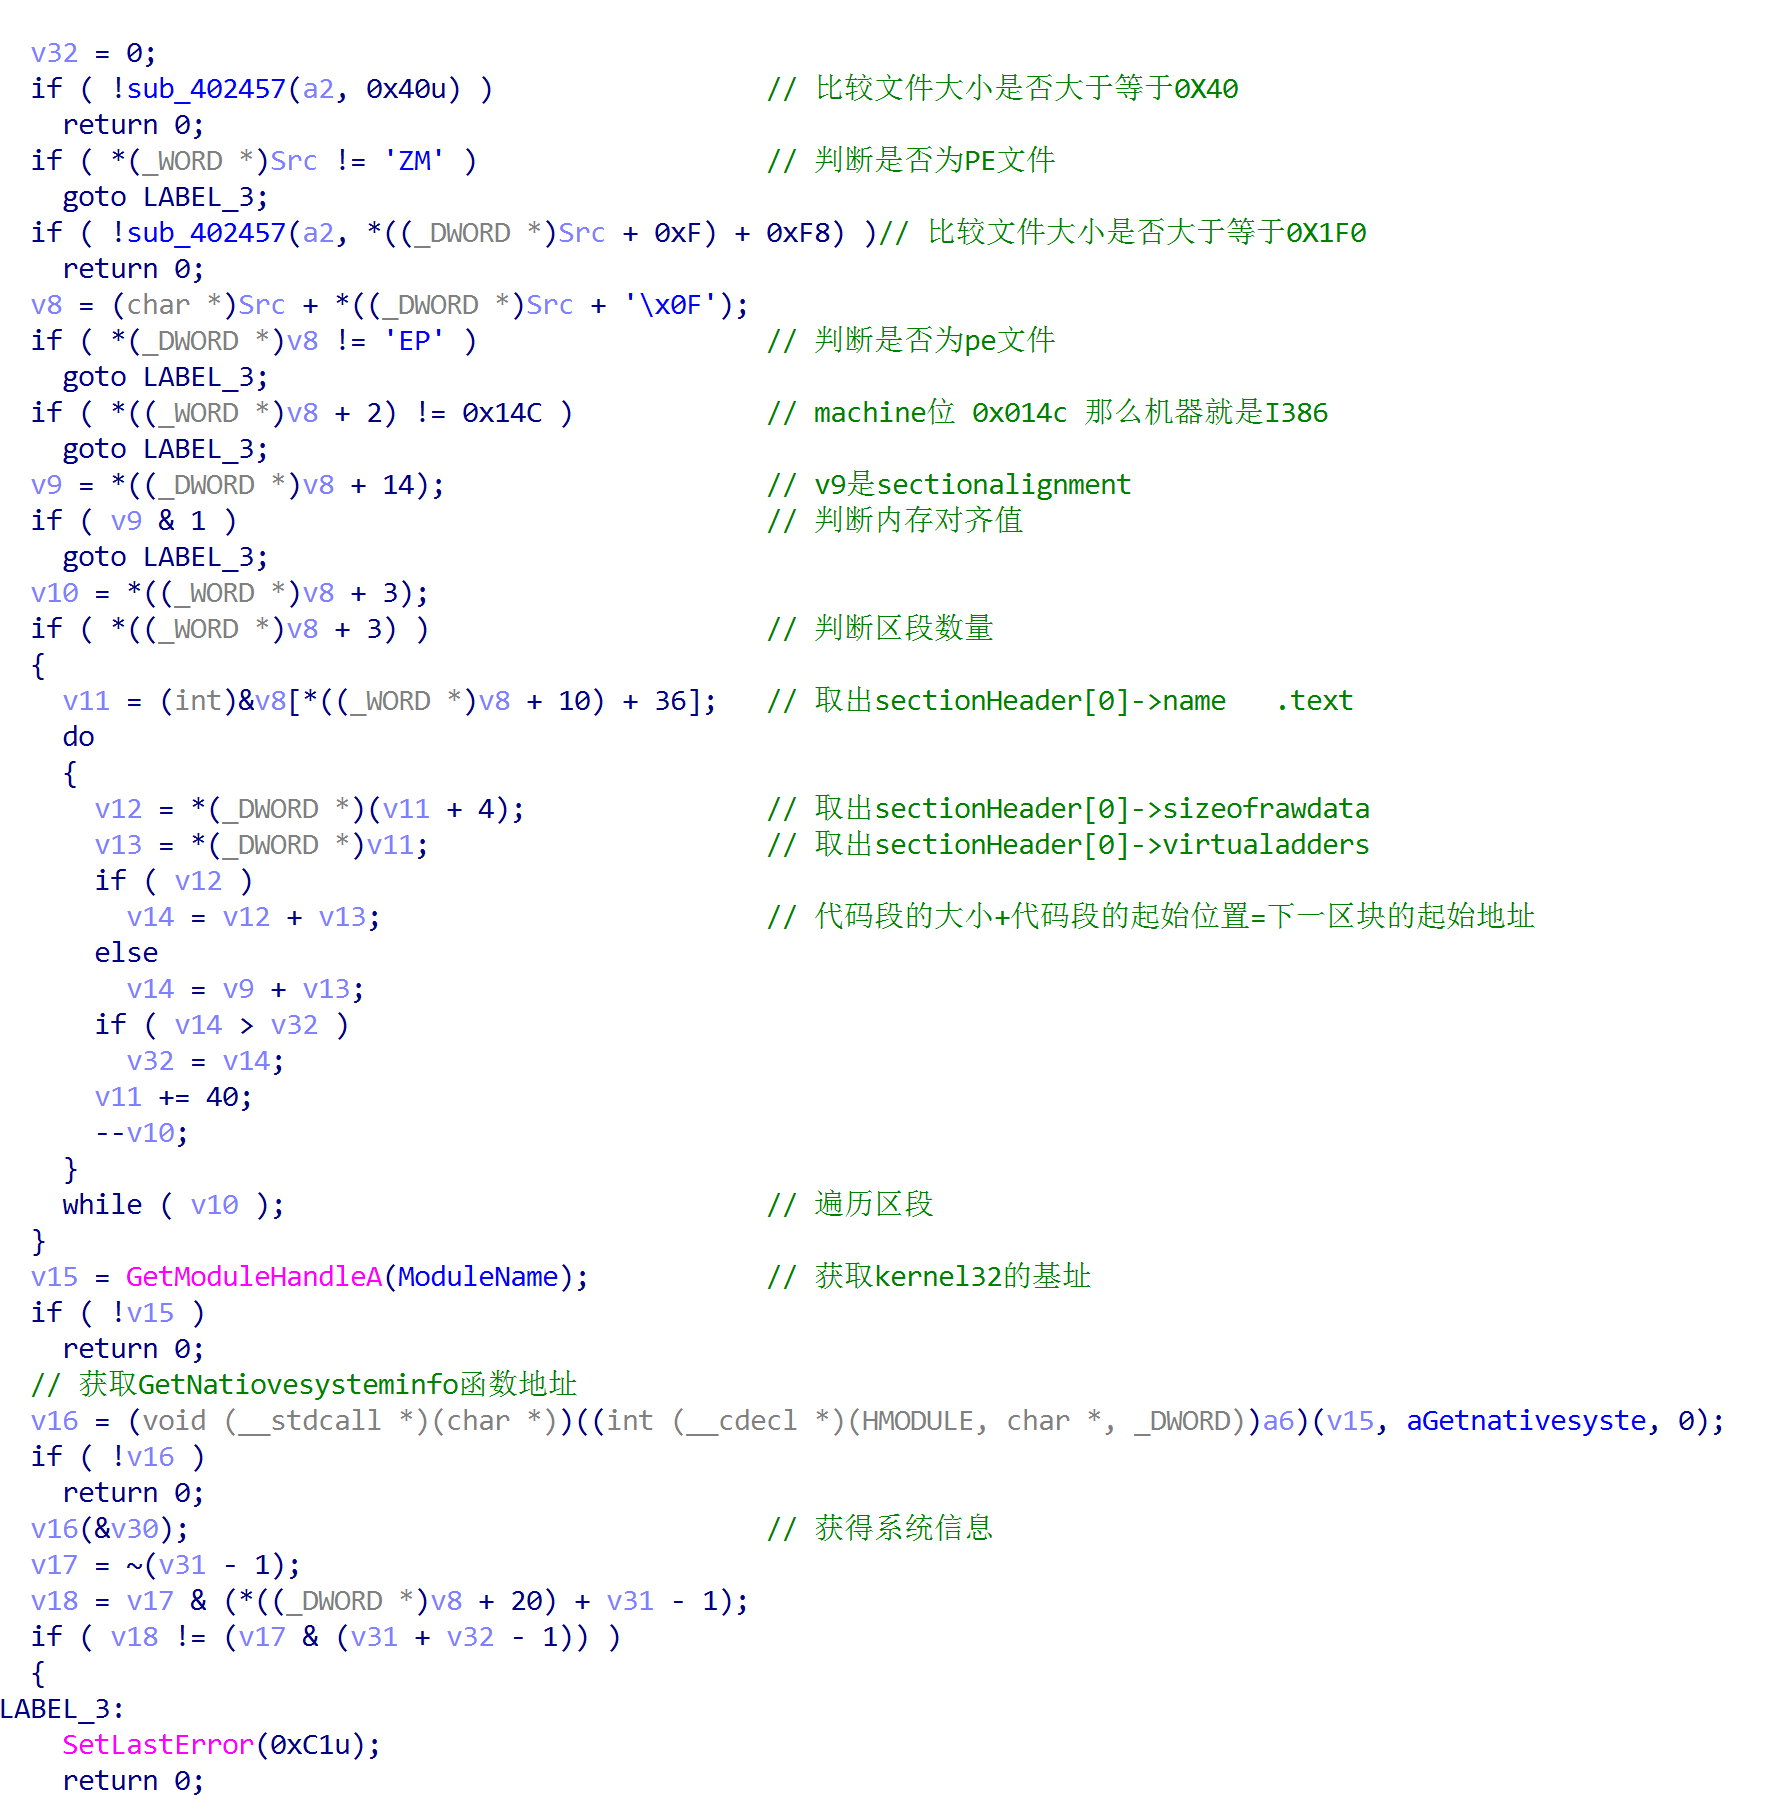 v32 = 0;
if ( !sub_402457(a2, 0x40u) ) // 比较文件大小是否大于等于0X40
return 0;
if ( *(_WORD *)Src != 'ZM' ) // 判断是否为PE文件
goto LABEL_3;
if ( !sub_402457(a2, *((_DWORD *)Src + 0xF) + 0xF8) )// 比较文件大小是否大于等于0X1F0
return 0;
v8 = (char *)Src + *((_DWORD *)Src + '\x0F');
if ( *(_DWORD *)v8 != 'EP' ) // 判断是否为pe文件
goto LABEL_3;
if ( *((_WORD *)v8 + 2) != 0x14C ) // machine位 0x014c 那么机器就是I386
goto LABEL_3;
v9 = *((_DWORD *)v8 + 14); // v9是sectionalignment
if ( v9 & 1 ) // 判断内存对齐值
goto LABEL_3;
v10 = *((_WORD *)v8 + 3);
if ( *((_WORD *)v8 + 3) ) // 判断区段数量
{
v11 = (int)&v8[*((_WORD *)v8 + 10) + 36]; // 取出sectionHeader[0]->name .text
do
{
v12 = *(_DWORD *)(v11 + 4); // 取出sectionHeader[0]->sizeofrawdata
v13 = *(_DWORD *)v11; // 取出sectionHeader[0]->virtualadders
if ( v12 )
v14 = v12 + v13; // 代码段的大小+代码段的起始位置=下一区块的起始地址
else
v14 = v9 + v13;
if ( v14 > v32 )
v32 = v14;
v11 += 40;
--v10;
}
while ( v10 ); // 遍历区段
}
v15 = GetModuleHandleA(ModuleName); // 获取kernel32的基址
if ( !v15 )
return 0;
// 获取GetNatiovesysteminfo函数地址
v16 = (void (__stdcall *)(char *))((int (__cdecl *)(HMODULE, char *, _DWORD))a6)(v15, aGetnativesyste, 0);
if ( !v16 )
return 0;
v16(&v30); // 获得系统信息
v17 = ~(v31 - 1);
v18 = v17 & (*((_DWORD *)v8 + 20) + v31 - 1);
if ( v18 != (v17 & (v31 + v32 - 1)) )
{
LABEL_3:
SetLastError(0xC1u);
return 0;